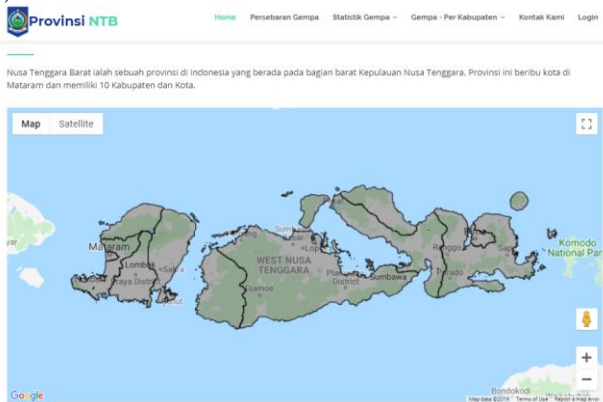 Provinsi NTB
Home Persebaran Gempa Statistik Gempa Gempa - Per Kabupaten Kontak Kami Login
Nusa Tenggara Barat ialah sebuah provinsi di Indonesia yang berada pada bagian barat Kepulauan Nusa Tenggara. Provinsi ini beribu kota di
Mataram dan memiliki 10 Kabupaten dan Kota.
Map Satellite
Mataram
Lombok
Praya
WEST NUSA
TENGGARA
Djamoe
District
Sumbawa
Komodo
National Par
Bondokodi
Google
Map data ©2019 Terms of Use Report a map error